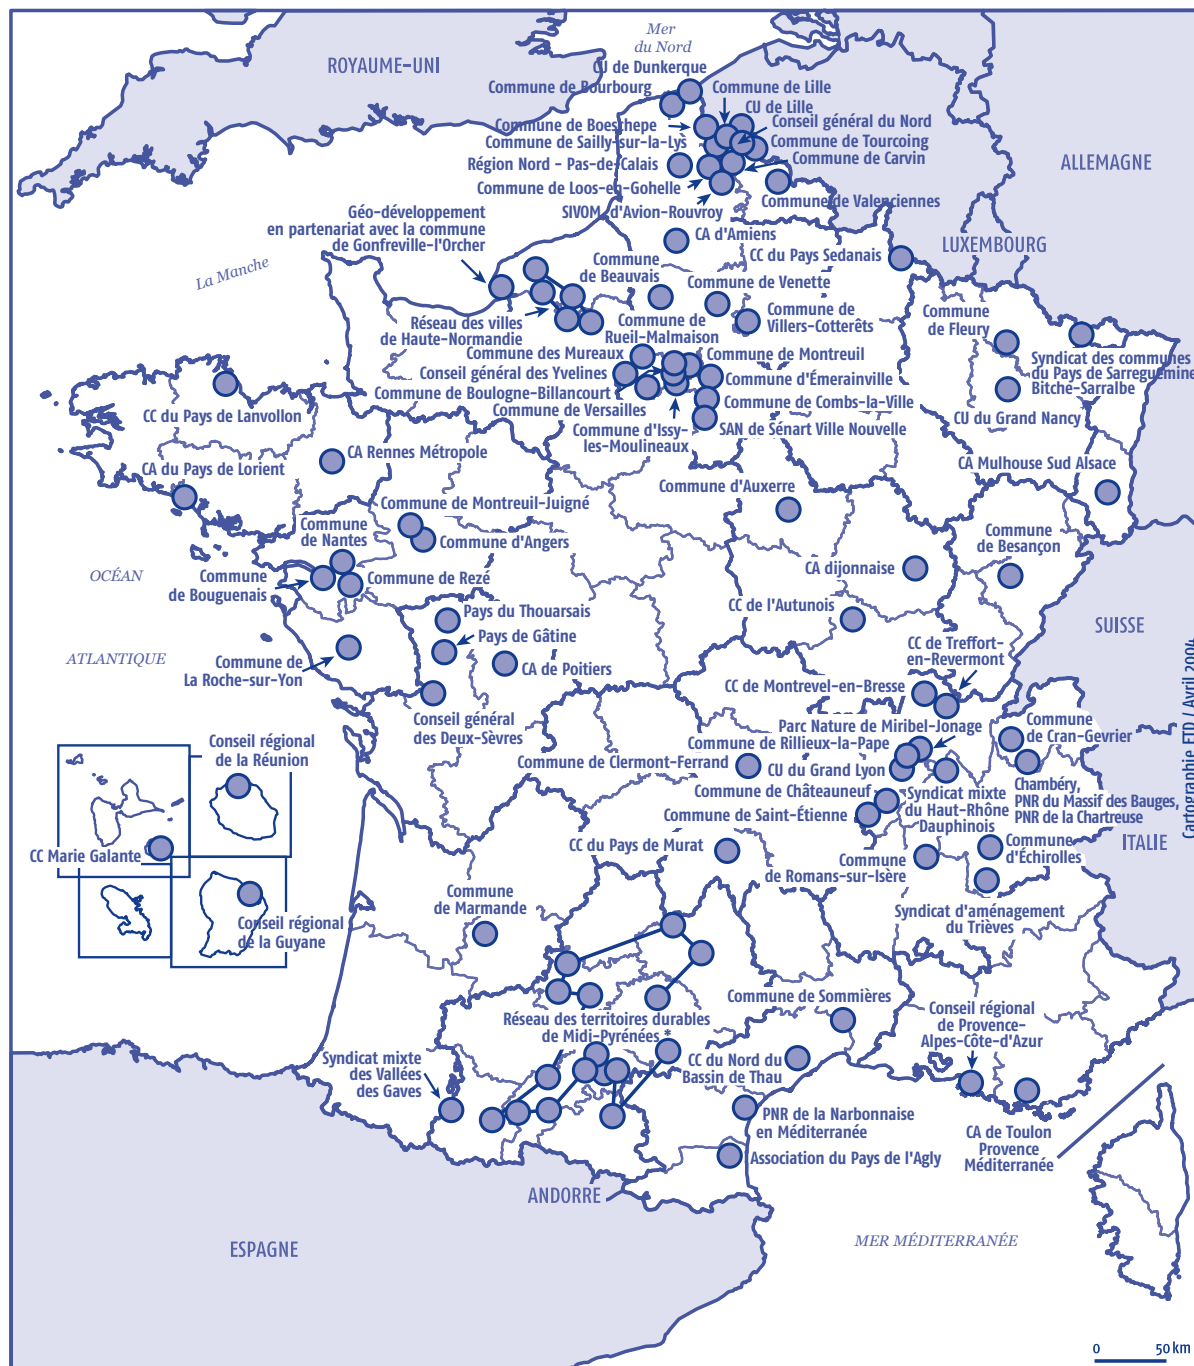 Mer
du Nord
ROYAUME-UNI
CU de Dunkerque
Commune de Bourbourg
Commune de Lille
CU de Lille
Conseil général du Nord
Commune de Boeschepe
Commune de Sailly-sur-la-Lys
Commune de Tourcoing
Commune de Carvin
Région Nord - Pas-de-Calais
ALLEMAGNE
Commune de Loos-en-Gohelle
Commune de Valenciennes
SIVOM d'Avion-Rouvroy
Géo-développement
en partenariat avec la commune
de Gonfreville-l'Orcher
CA d'Amiens
LUXEMBOURG
CC du Pays Sedanais
La Manche
Commune
de Beauvais
Commune de Venette
Commune de
Villers-Cotterêts
Commune
de Fleury
Réseau des villes
de Haute-Normandie
Commune de
Rueil-Malmaison
Commune des Mureaux
Commune de Montreuil
Syndicat des communes
du Pays de Sarreguemines
Bitche-Sarralbe
Conseil général des Yvelines
Commune d'Émerainville
Commune de Boulogne-Billancourt
Commune de Combs-la-Ville
CC du Pays de Lanvollon
Commune de Versailles
CU du Grand Nancy
Commune d'Issy-
les-Moulineaux
SAN de Sénart Ville Nouvelle
CA Rennes Métropole
CA du Pays de Lorient
CA Mulhouse Sud Alsace
Commune d'Auxerre
Commune de Montreuil-Juigné
Commune
de Nantes
Commune d'Angers
Commune
de Besançon
OCÉAN
Commune
de Bouguenais
Commune de Rezé
CA dijonnaise
Pays du Thouarsais
CC de l'Autunois
SUISSE
Pays de Gâtine
CC de Treffort-
en-Revermont
ATLANTIQUE
Commune de
La Roche-sur-Yon
CA de Poitiers
CC de Montrevel-en-Bresse
Conseil général
des Deux-Sèvres
Parc Nature de Miribel-Jonage
Commune
de Cran-Gevrier
Commune de Rillieux-la-Pape
Conseil régional
de la Réunion
Commune de Clermont-Ferrand
CU du Grand Lyon
Chambéry,
PNR du Massif des Bauges,
PNR de la Chartreuse
Commune de Châteauneuf
Syndicat mixte
du Haut-Rhône
Dauphinois
Commune de Saint-Étienne
ITALIE
CC Marie Galante
CC du Pays de Murat
Commune
d'Échirolles
Commune
de Romans-sur-Isère
Commune
de Marmande
Conseil régional
de la Guyane
Syndicat d'aménagement
du Trièves
Commune de Sommières
Réseau des territoires durables
de Midi-Pyrénées *
Conseil régional
de Provence-
Alpes-Côte-d'Azur
Syndicat mixte
des Vallées
des Gaves
CC du Nord du
Bassin de Thau
PNR de la Narbonnaise
en Méditerranée
CA de Toulon
Provence
Méditerranée
Association du Pays de l'Agly
ANDORRE
ESPAGNE
MER MÉDITERRANÉE
Cartographie ETD / Avril 2004
0 50 km